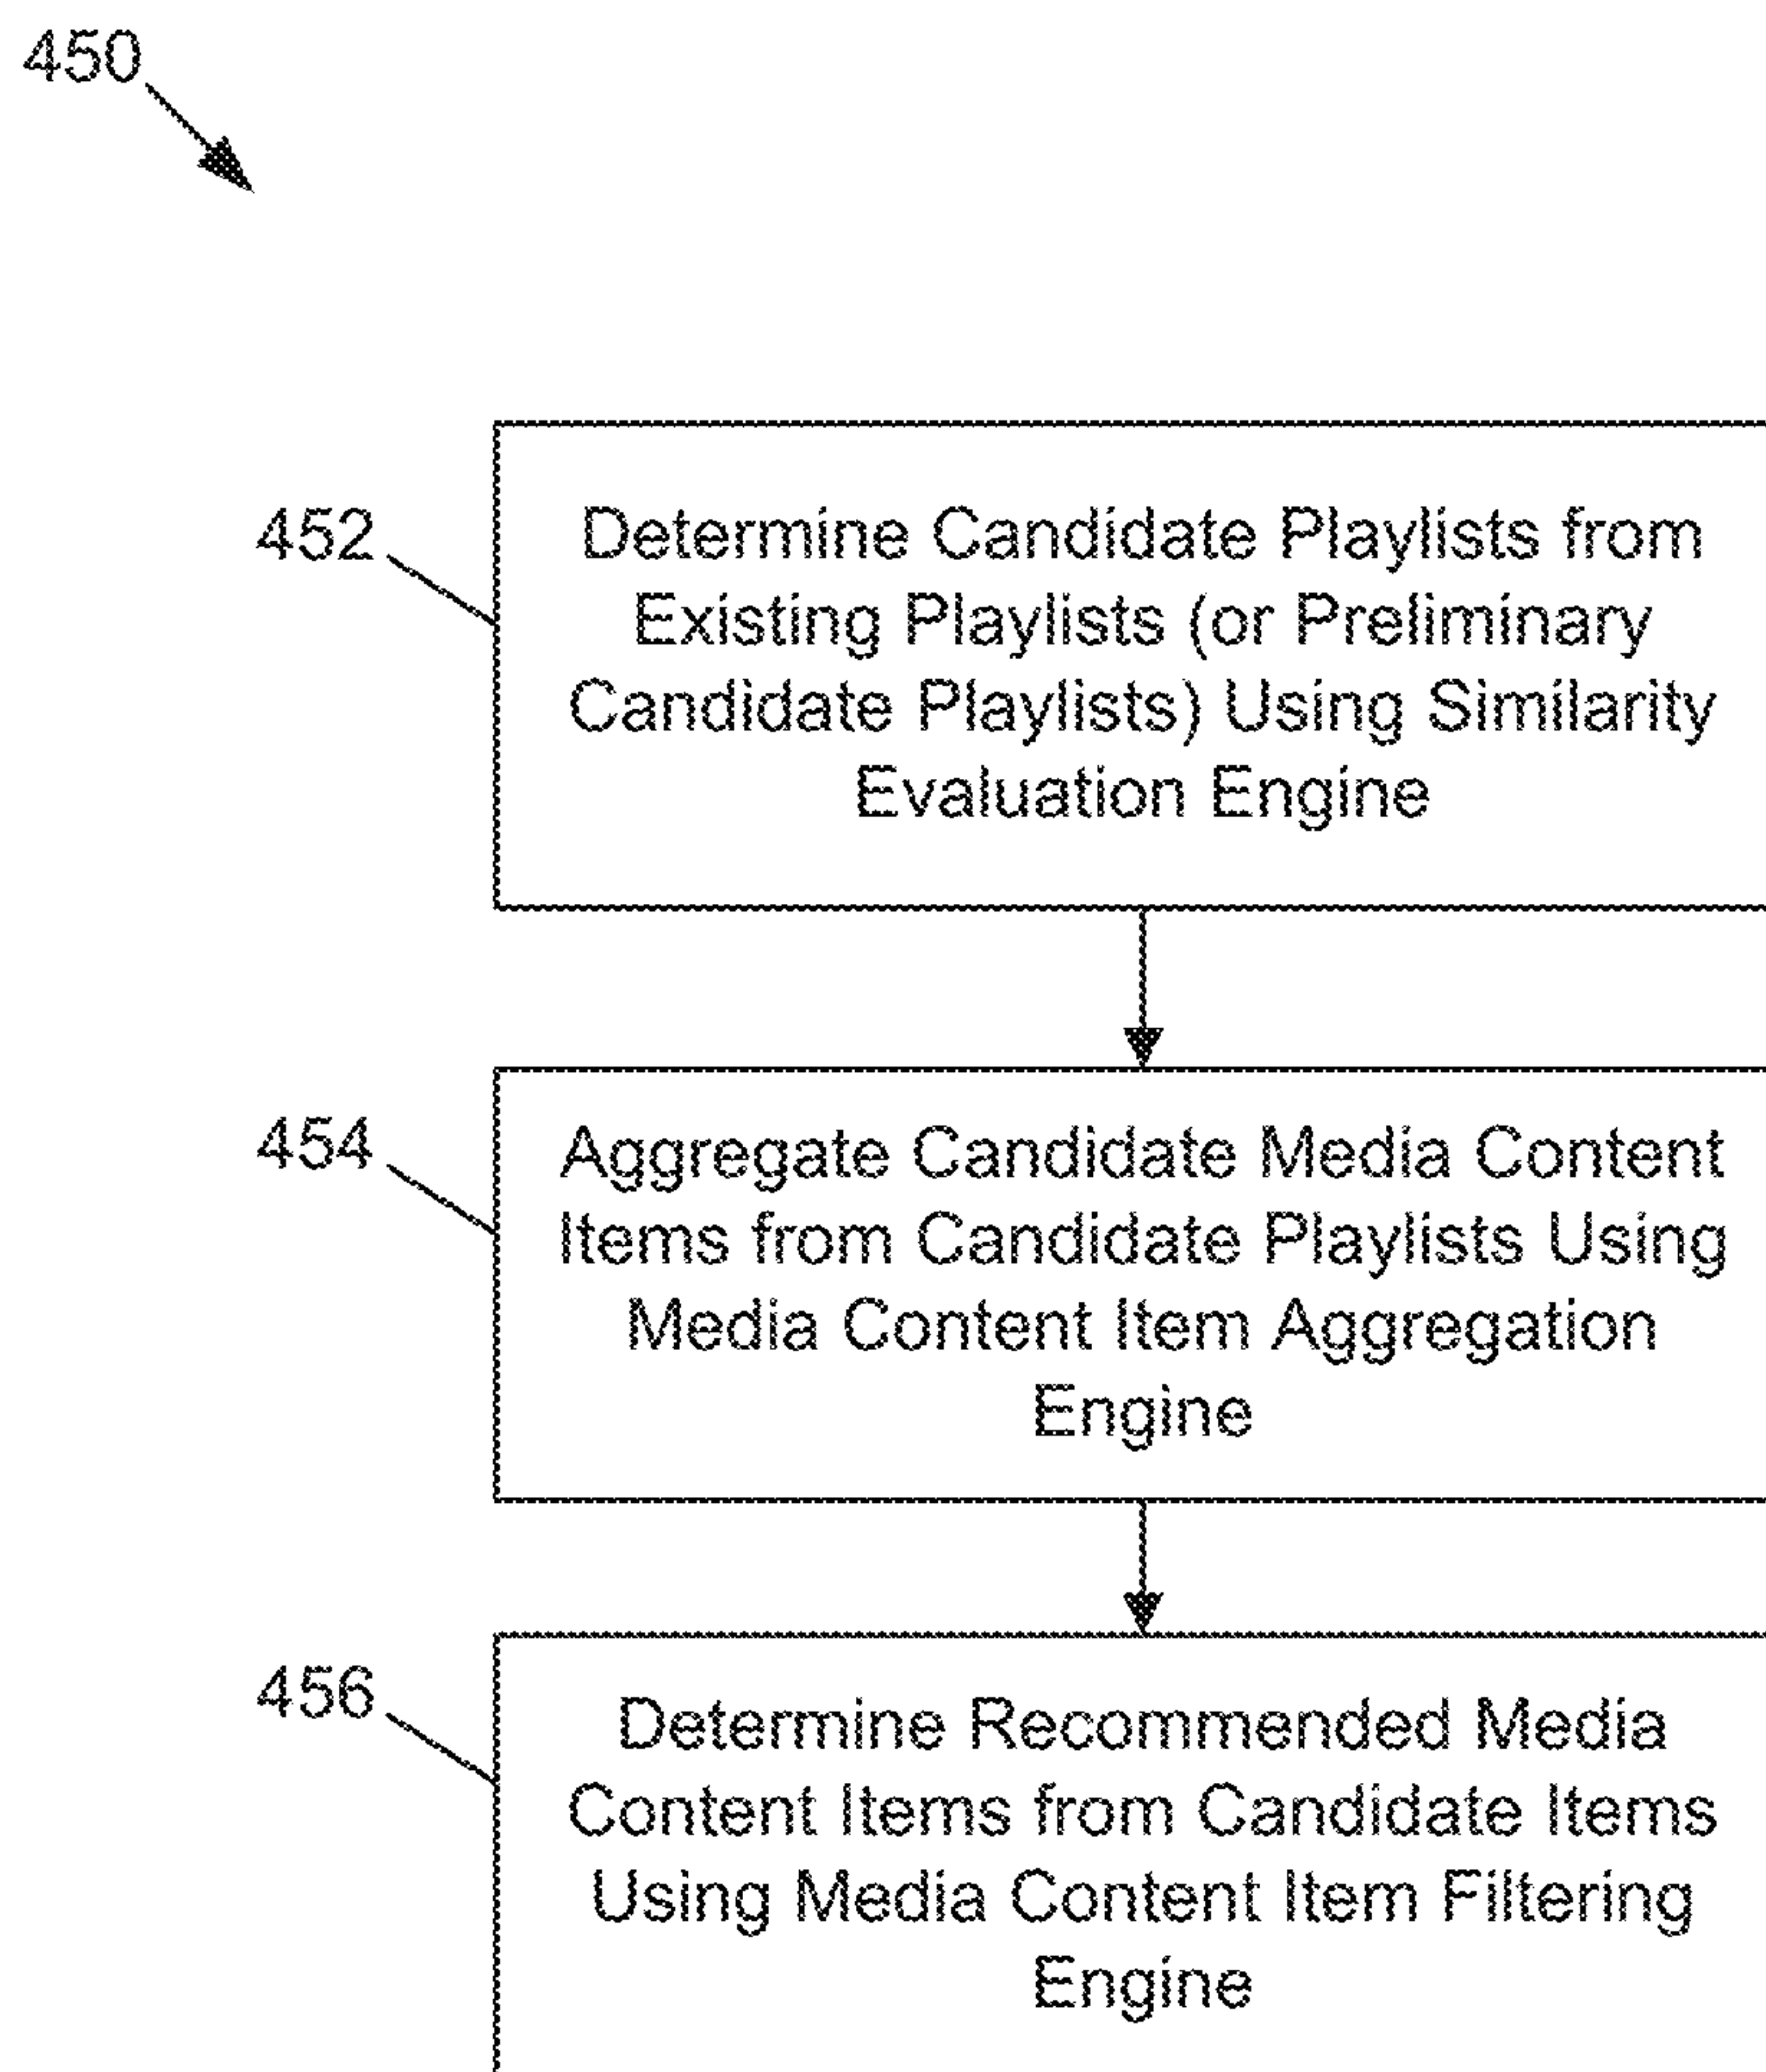 450
452
Determine Candidate Playlists from
Existing Playlists (or Preliminary
Candidate Playlists) Using Similarity
Evaluation Engine
454
Aggregate Candidate Media Content
Items from Candidate Playlists Using
Media Content Item Aggregation
Engine
456
Determine Recommended Media
Content Items from Candidate Items
Using Media Content Item Filtering
Engine